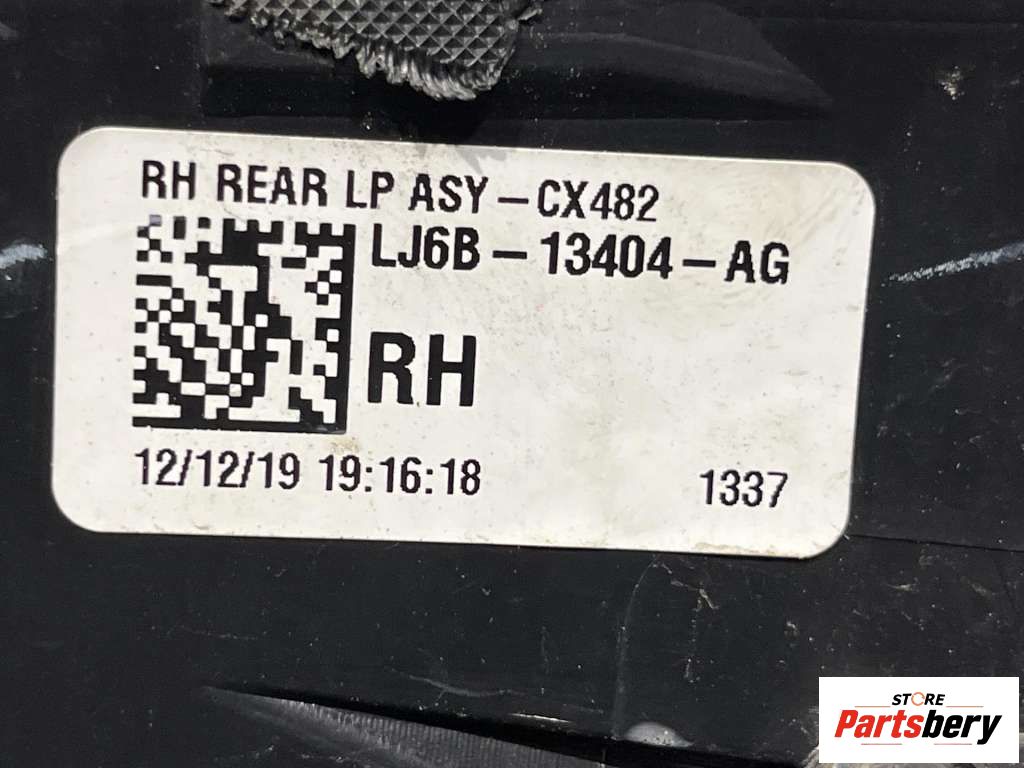 RH REAR LP ASY – CX482
LJ6B – 13404 – AG
RH
12/12/19 19:16:18
1337
STORE
Partsbery